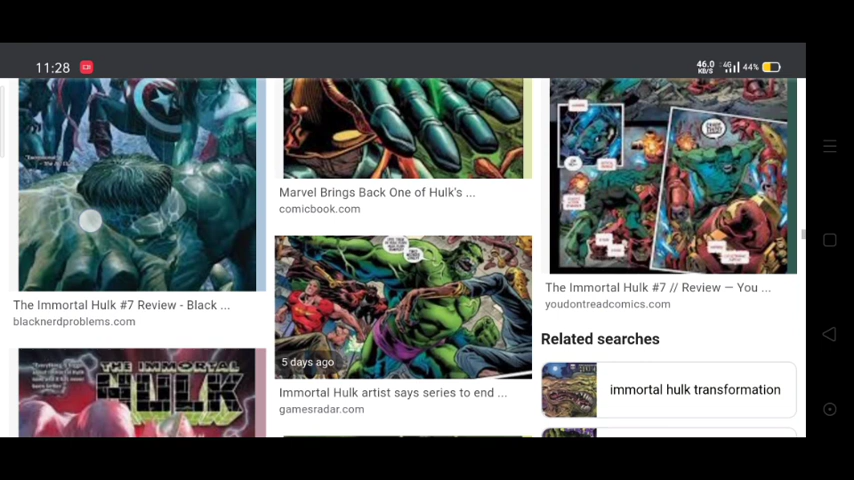 11:28
46.0
KB/S
4G
44%
The Immortal Hulk #7 Review - Black ...
blacknerdproblems.com
THE IMMORTAL
HULK
Marvel Brings Back One of Hulk's ...
comicbook.com
5 days ago
Immortal Hulk artist says series to end ...
gamesradar.com
The Immortal Hulk #7 // Review — You ...
youdontreadcomics.com
Related searches
immortal hulk transformation